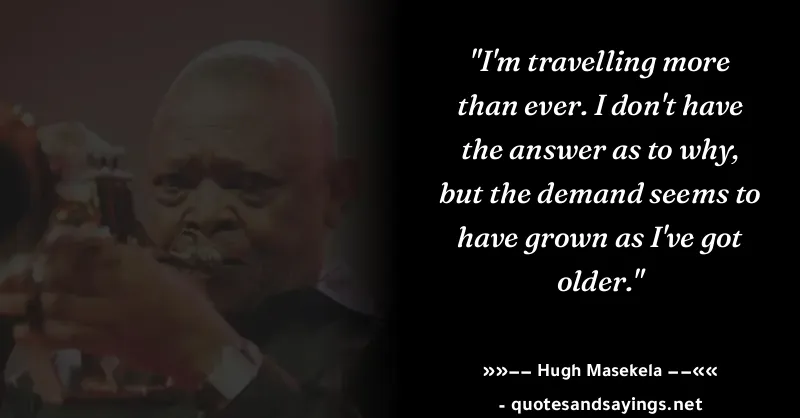 "I'm travelling more
than ever. I don't have
the answer as to why,
but the demand seems to
have grown as I've got
older."
»»−− Hugh Masekela −−««
- quotesandsayings.net